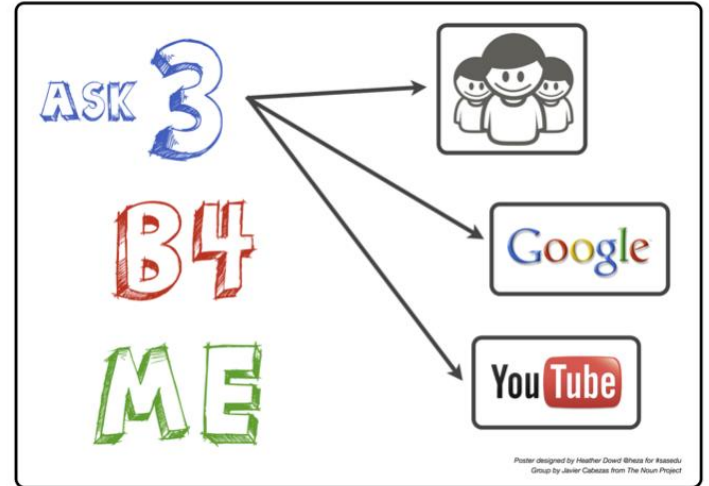 ASK 3
B4
ME
Google
YouTube
Poster designed by Heather Dowd @heza for #sasedu
Group by Javier Cabezas from The Noun Project